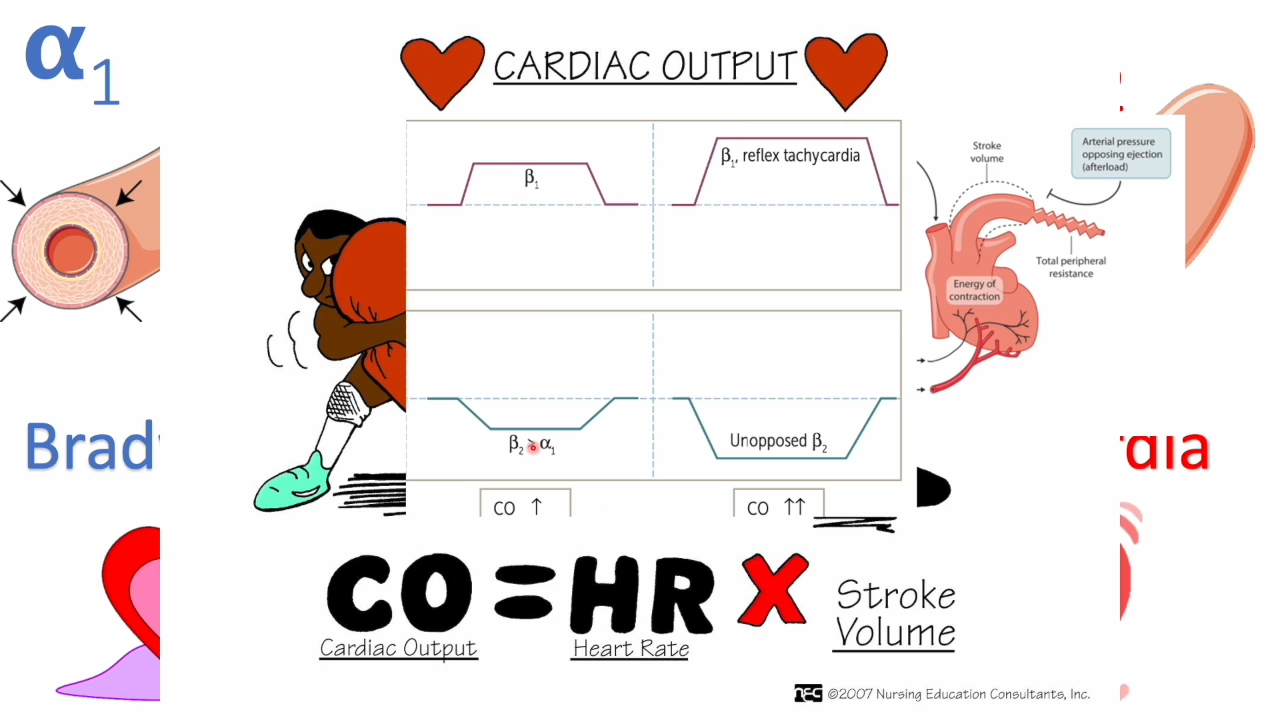 α1
CARDIAC OUTPUT
β1
β1, reflex tachycardia
Stroke
volume
Arterial pressure
opposing ejection
(afterload)
Total peripheral
resistance
Energy of
contraction
β2 > α1
Unopposed β2
CO ↑
CO ↑↑
CO=HR X
Stroke
Volume
Cardiac Output
Heart Rate
©2007 Nursing Education Consultants, Inc.